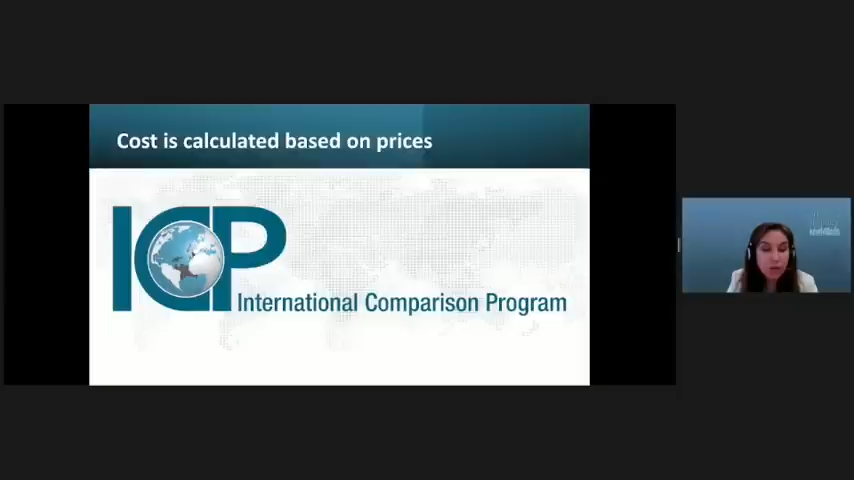 Cost is calculated based on prices
ICP
International Comparison Program